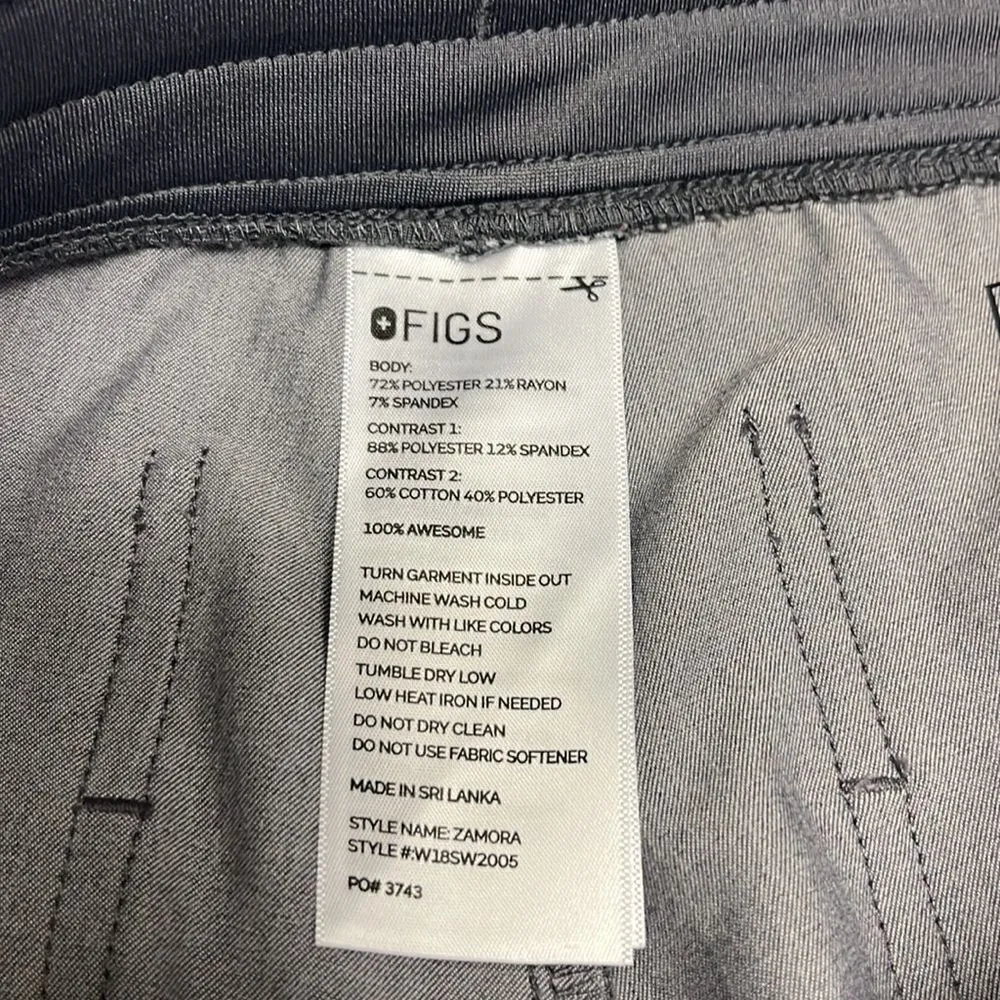 FIGS
BODY:
72% POLYESTER 21% RAYON
7% SPANDEX
CONTRAST 1:
88% POLYESTER 12% SPANDEX
CONTRAST 2:
60% COTTON 40% POLYESTER
100% AWESOME
TURN GARMENT INSIDE OUT
MACHINE WASH COLD
WASH WITH LIKE COLORS
DO NOT BLEACH
TUMBLE DRY LOW
LOW HEAT IRON IF NEEDED
DO NOT DRY CLEAN
DO NOT USE FABRIC SOFTENER
MADE IN SRI LANKA
STYLE NAME: ZAMORA
STYLE #:W18SW2005
PO# 3743